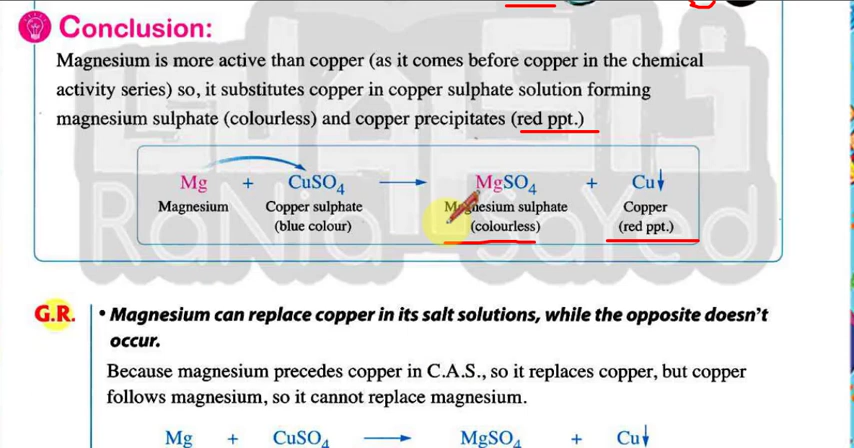 Conclusion:
Magnesium is more active than copper (as it comes before copper in the chemical
activity series) so, it substitutes copper in copper sulphate solution forming
magnesium sulphate (colourless) and copper precipitates (red ppt.)
Mg + CuSO₄ → MgSO₄ + Cu↓
Magnesium Copper sulphate Magnesium sulphate Copper
(blue colour) (colourless) (red ppt.)
G.R. • Magnesium can replace copper in its salt solutions, while the opposite doesn't
occur.
Because magnesium precedes copper in C.A.S., so it replaces copper, but copper
follows magnesium, so it cannot replace magnesium.
Mg + CuSO₄ → MgSO₄ + Cu↓
Rania Sayed